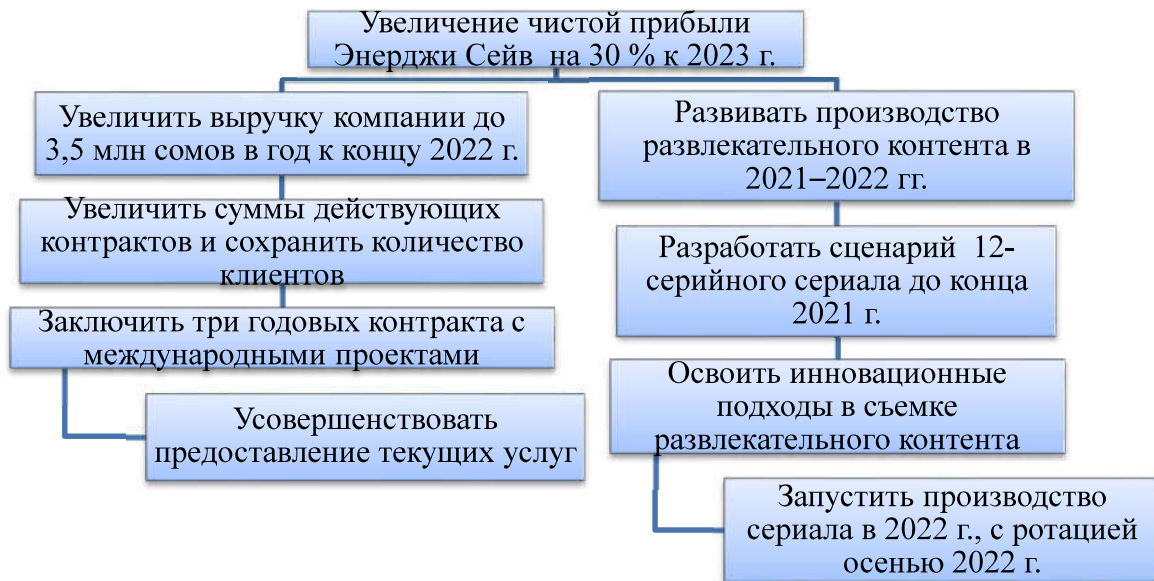 Увеличение чистой прибыли
Энерджи Сейв на 30 % к 2023 г.
Увеличить выручку компании до
3,5 млн сомов в год к концу 2022 г.
Увеличить суммы действующих
контрактов и сохранить количество
клиентов
Заключить три годовых контракта с
международными проектами
Усовершенствовать
предоставление текущих услуг
Развивать производство
развлекательного контента в
2021–2022 гг.
Разработать сценарий 12-
серийного сериала до конца
2021 г.
Освоить инновационные
подходы в съемке
развлекательного контента
Запустить производство
сериала в 2022 г., с ротацией
осенью 2022 г.